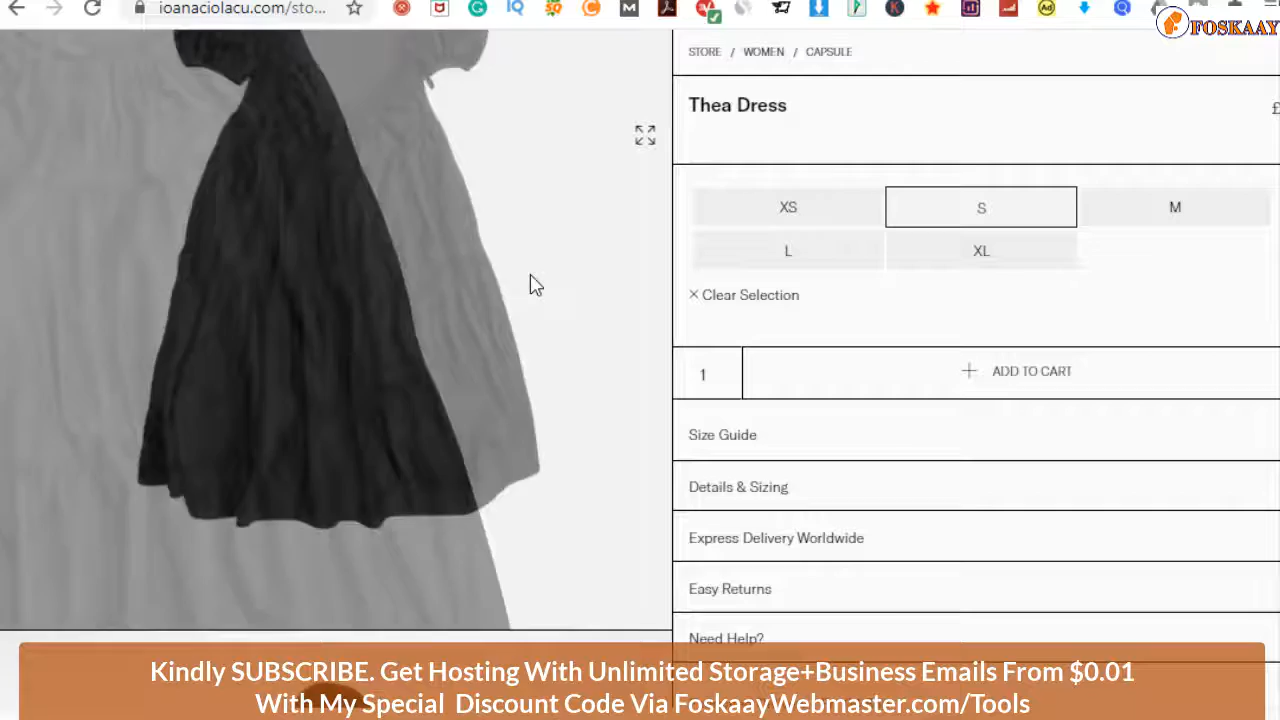 ioanaciolacu.com/sto...
FOSKAAY
STORE / WOMEN / CAPSULE
Thea Dress
£
XS S M
L XL
× Clear Selection
1 + ADD TO CART
Size Guide
Details & Sizing
Express Delivery Worldwide
Easy Returns
Need Help?
Kindly SUBSCRIBE. Get Hosting With Unlimited Storage+Business Emails From $0.01
With My Special Discount Code Via FoskaayWebmaster.com/Tools